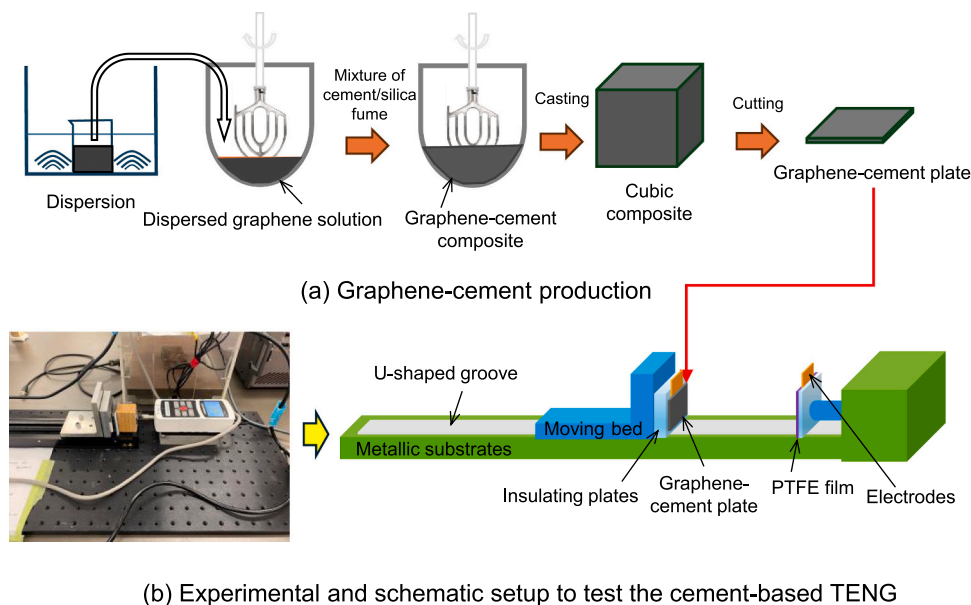 Mixture of
cement/silica
fume
Casting
Cutting
Dispersion
Dispersed graphene solution
Graphene-cement
composite
Cubic
composite
Graphene-cement plate
(a) Graphene-cement production
U-shaped groove
Moving bed
Metallic substrates
Insulating plates
Graphene-
cement plate
PTFE film
Electrodes
(b) Experimental and schematic setup to test the cement-based TENG